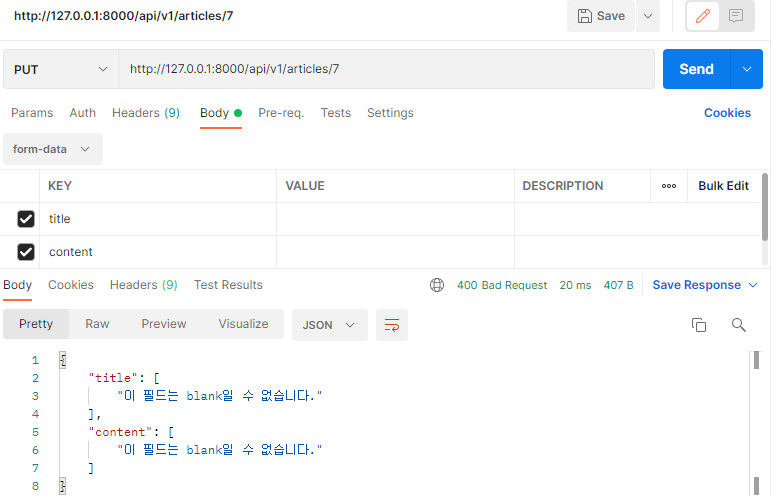 http://127.0.0.1:8000/api/v1/articles/7 Save
PUT http://127.0.0.1:8000/api/v1/articles/7 Send
Params Auth Headers (9) Body Pre-req. Tests Settings Cookies
form-data
KEY VALUE DESCRIPTION ooo Bulk Edit
title
content
Body Cookies Headers (9) Test Results 400 Bad Request 20 ms 407 B Save Response
Pretty Raw Preview Visualize JSON
1 {
2 "title": [
3 "이 필드는 blank일 수 없습니다."
4 ],
5 "content": [
6 "이 필드는 blank일 수 없습니다."
7 ]
8 }